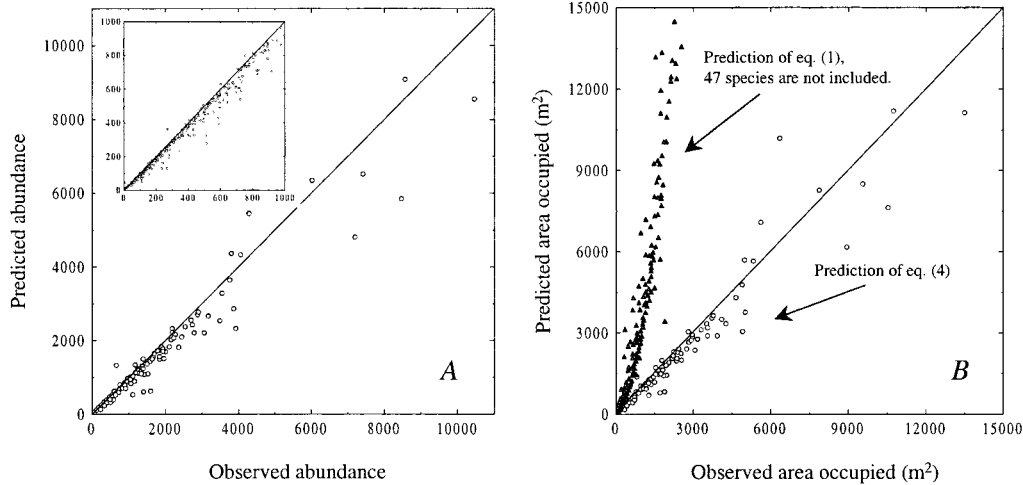 1000
800
600
400
200
0
0 200 400 600 800 1000
10000
8000
6000
4000
2000
0
0 2000 4000 6000 8000 10000
Predicted abundance
Observed abundance
A
15000
12000
9000
6000
3000
0
0 3000 6000 9000 12000 15000
Predicted area occupied (m²)
Observed area occupied (m²)
Prediction of eq. (1),
47 species are not included.
Prediction of eq. (4)
B